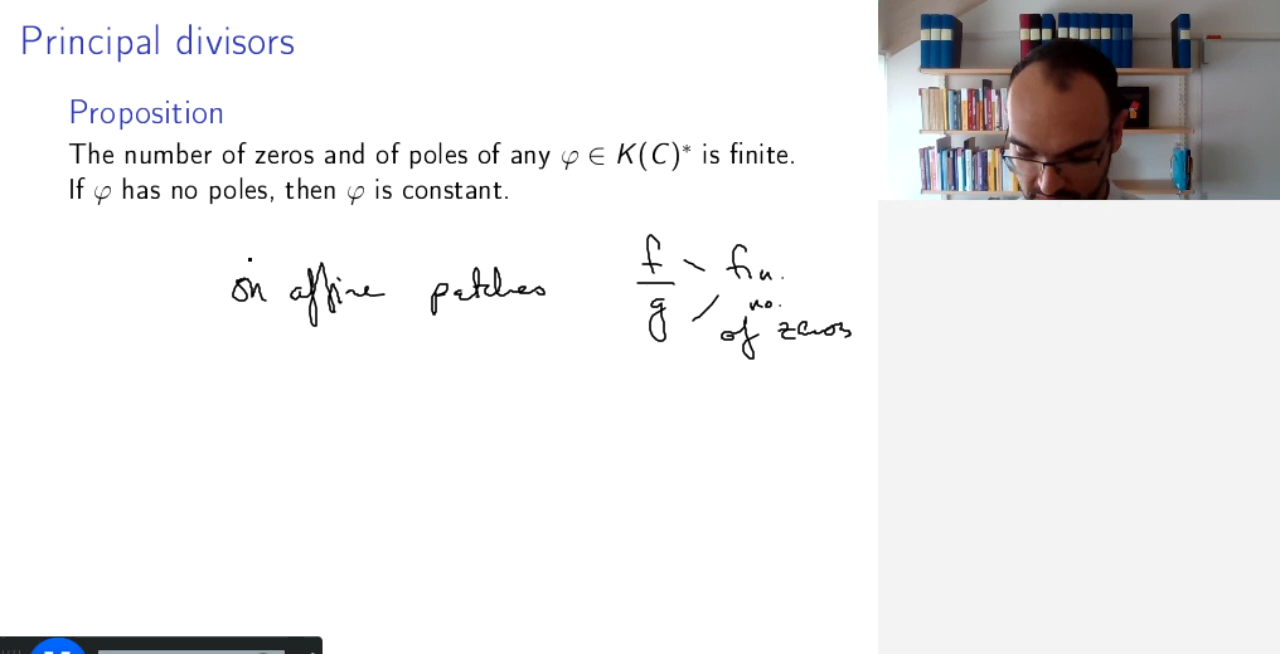 Principal divisors
Proposition
The number of zeros and of poles of any φ ∈ K(C)* is finite.
If φ has no poles, then φ is constant.
on affine patches
f
g
fin.
no.
of zeros